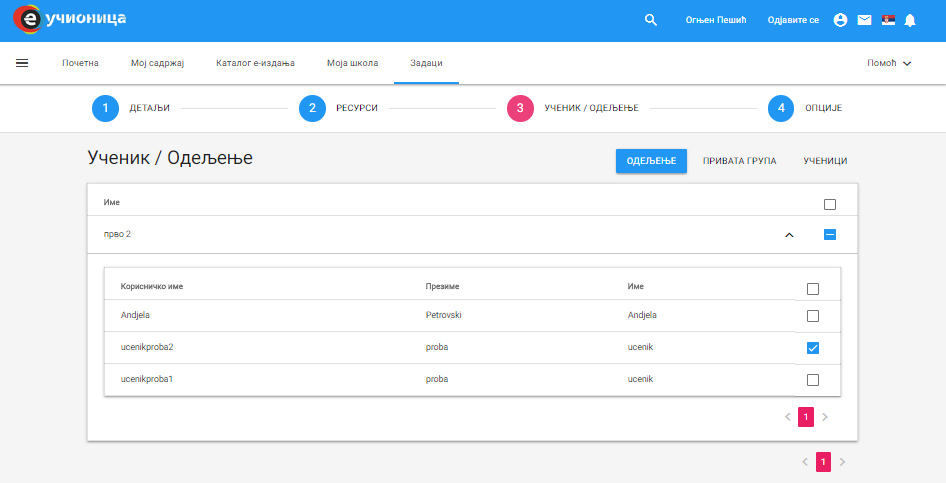 е учионица
Огњен Пешић Одјавите се
Почетна Мој садржај Каталог е-издања Моја школа Задаци Помоћ
1 ДЕТАЉИ 2 РЕСУРСИ 3 УЧЕНИК / ОДЕЉЕЊЕ 4 ОПЦИЈЕ
Ученик / Одељење ОДЕЉЕЊЕ ПРИВАТА ГРУПА УЧЕНИЦИ
Име
прво 2
Корисничко име Презиме Име
Andjela Petrovski Andjela
ucenikproba2 proba ucenik
ucenikproba1 proba ucenik
1
1